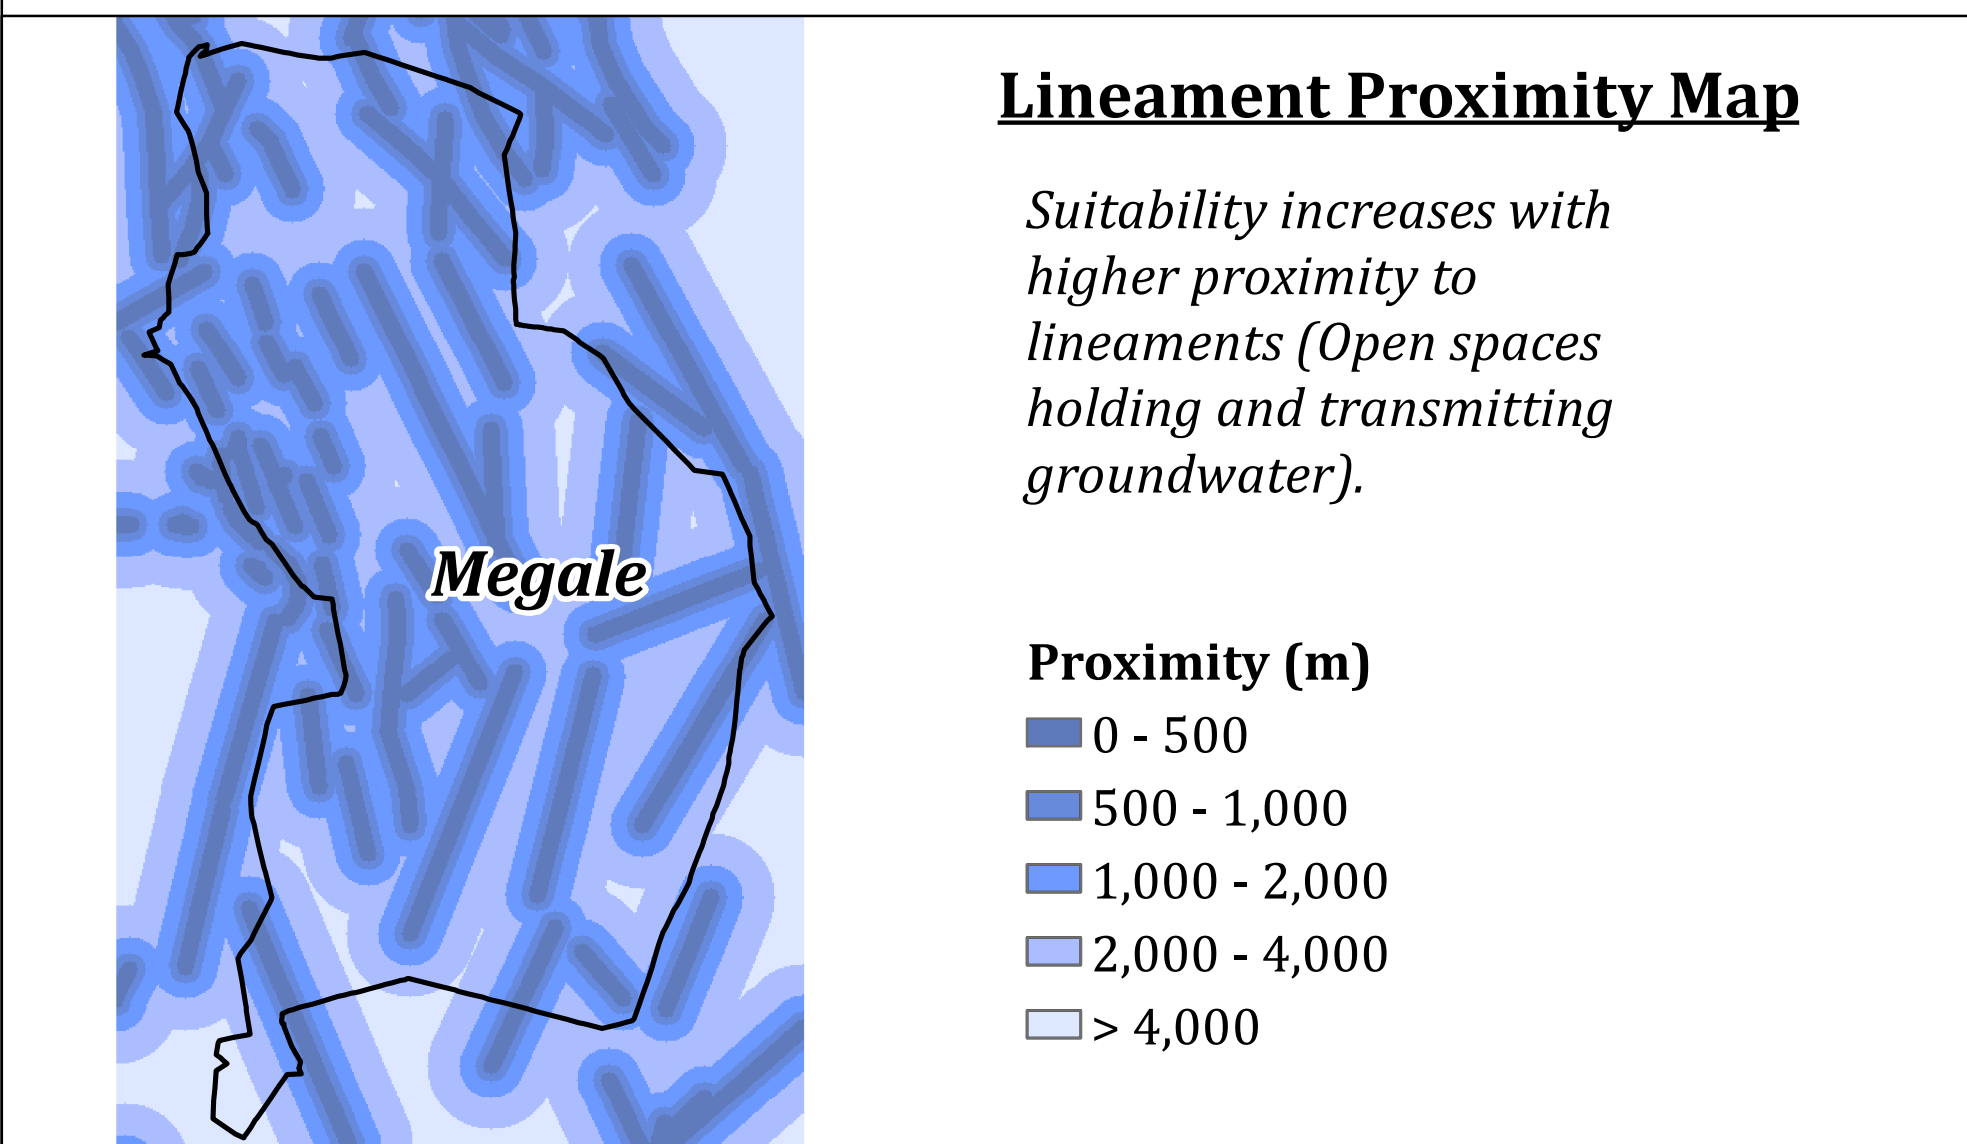 Lineament Proximity Map
Suitability increases with
higher proximity to
lineaments (Open spaces
holding and transmitting
groundwater).
Megale
Proximity (m)
0 - 500
500 - 1,000
1,000 - 2,000
2,000 - 4,000
> 4,000